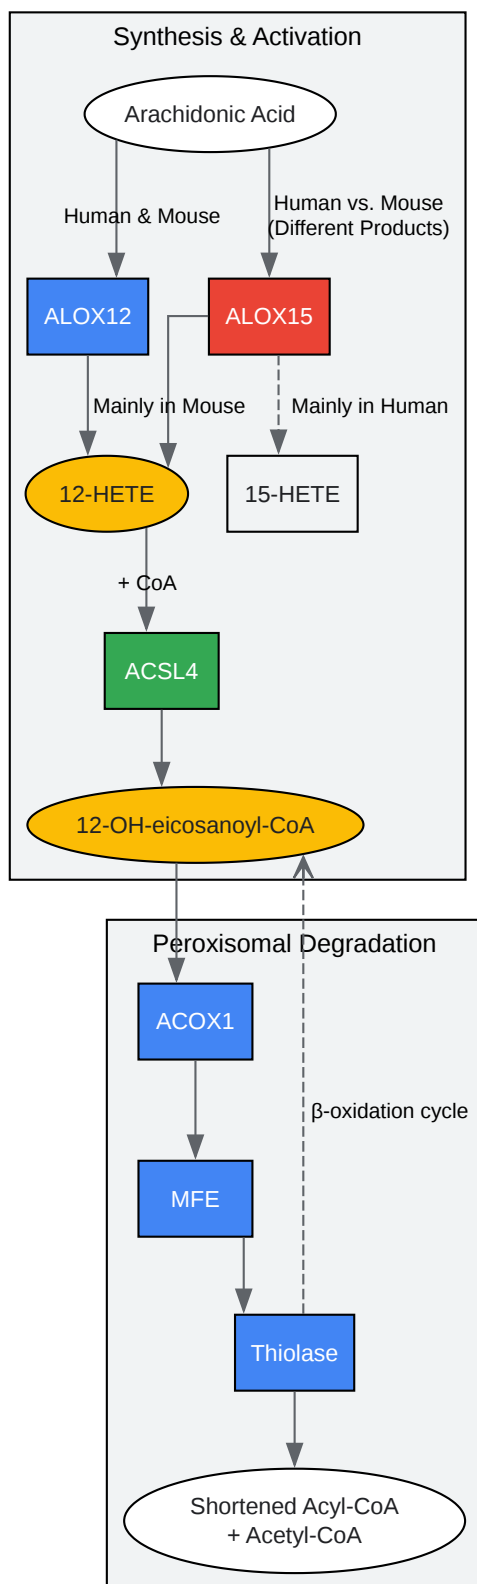 Synthesis & Activation
Arachidonic Acid
Human & Mouse
Human vs. Mouse
(Different Products)
ALOX12
ALOX15
Mainly in Mouse
Mainly in Human
12-HETE
15-HETE
+ CoA
ACSL4
12-OH-eicosanoyl-CoA
Peroxisomal Degradation
ACOX1
β-oxidation cycle
MFE
Thiolase
Shortened Acyl-CoA
+ Acetyl-CoA